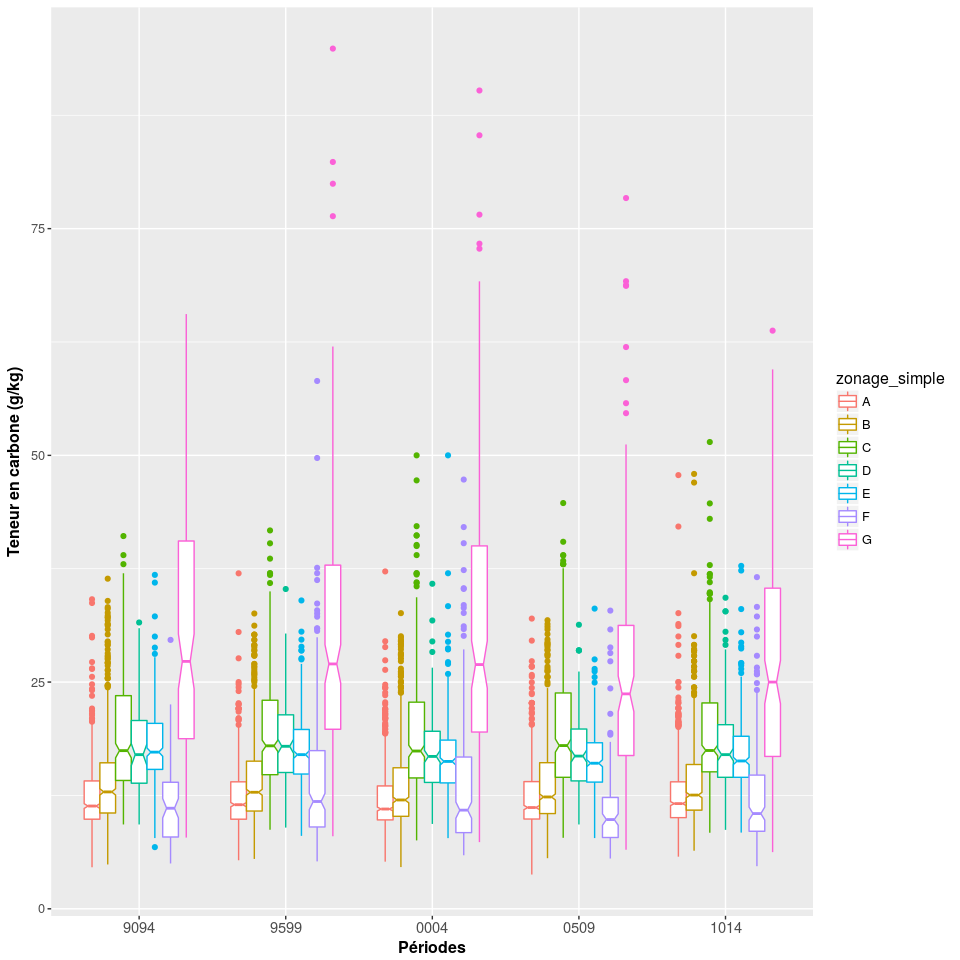 Teneur en carbone (g/kg)
75
50
25
0
9094 9599 0004 0509 1014
Périodes
zonage_simple
A
B
C
D
E
F
G